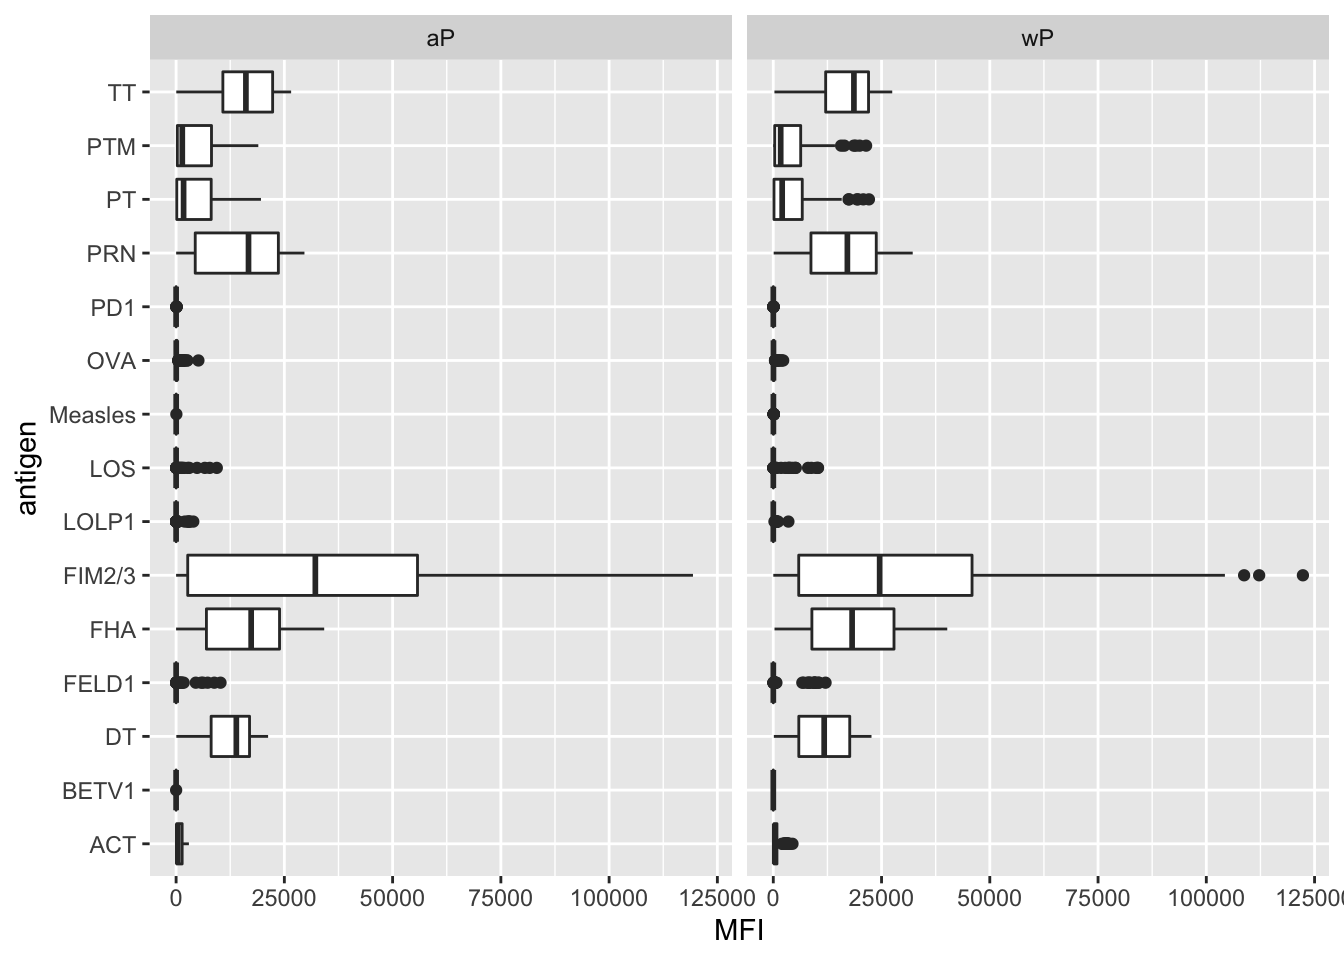 aP wP
TT
PTM
PT
PRN
PD1
OVA
Measles
LOS
LOLP1
FIM2/3
FHA
FELD1
DT
BETV1
ACT
antigen
0 25000 50000 75000 100000 125000 0 25000 50000 75000 100000 125000
MFI